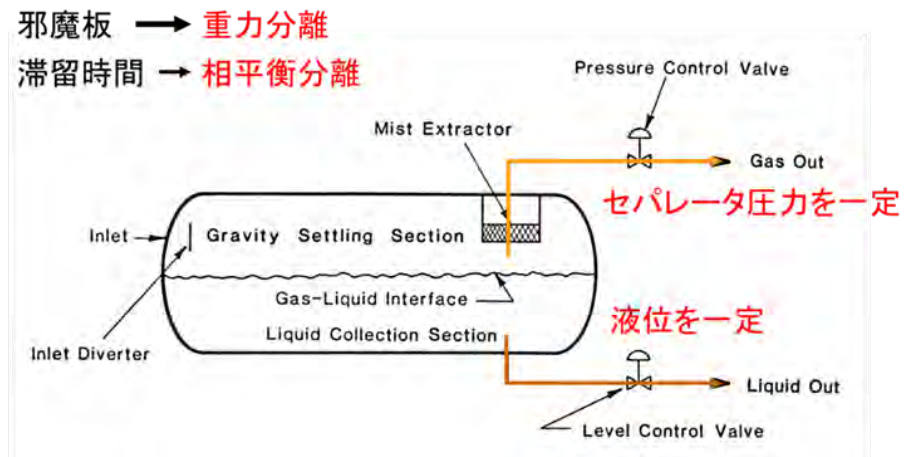 邪魔板 → 重力分離
滞留時間 → 相平衡分離
Pressure Control Valve
Mist Extractor
Gas Out
セパレータ圧力を一定
Inlet
Gravity Settling Section
Gas-Liquid Interface
液位を一定
Liquid Collection Section
Inlet Diverter
Liquid Out
Level Control Valve